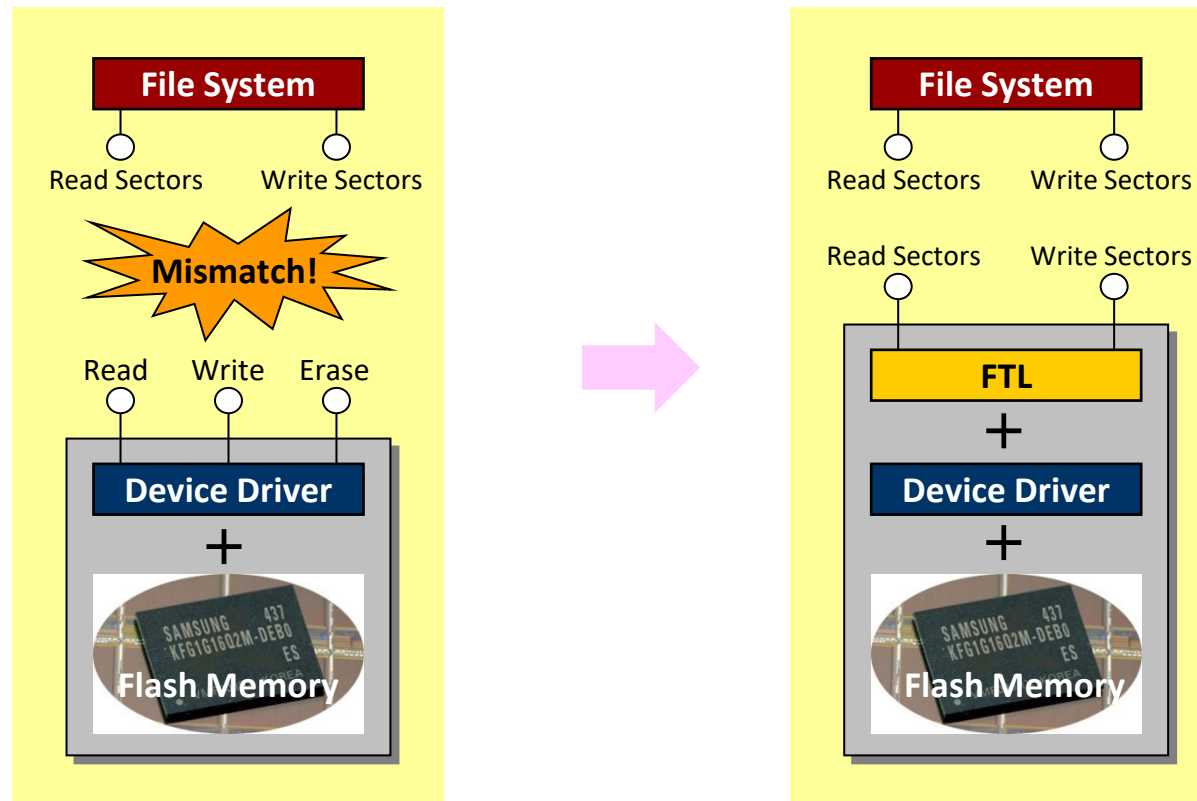 File System
Read Sectors
Write Sectors
Mismatch!
Read
Write
Erase
Device Driver
+
SAMSUNG 437
KFG1G16Q2M-DEB0
ES
Flash Memory
File System
Read Sectors
Write Sectors
Read Sectors
Write Sectors
FTL
+
Device Driver
+
SAMSUNG 437
KFG1G16Q2M-DEB0
ES
Flash Memory